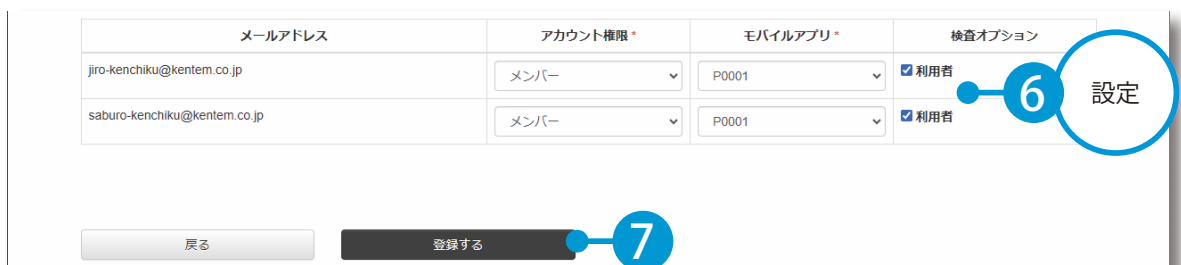 メールアドレス アカウント権限* モバイルアプリ* 検査オプション
jiro-kenchiku@kentem.co.jp メンバー P0001 利用者
6 設定
saburo-kenchiku@kentem.co.jp メンバー P0001 利用者
戻る 登録する 7